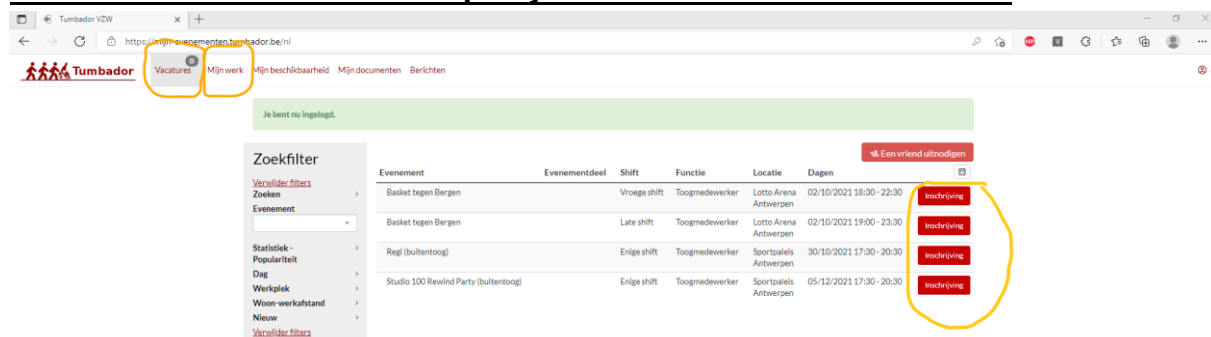 Tumbador VZW
https://mijn-evenementen.tumbador.be/nl
Tumbador Vacatures 0 Mijn werk Mijn beschikbaarheid Mijn documenten Berichten
Je bent nu ingelogd.
Een vriend uitnodigen
Zoekfilter
Verwijder filters
Zoeken
Evenement
Statistiek -
Populariteit
Dag
Werkplek
Woon-werkafstand
Nieuw
Verwijder filters
Evenement Evenementdeel Shift Functie Locatie Dagen
Basket tegen Bergen Vroege shift Toogmedewerker Lotto Arena 02/10/2021 18:30 - 22:30 Inschrijving
Antwerpen
Basket tegen Bergen Late shift Toogmedewerker Lotto Arena 02/10/2021 19:00 - 23:30 Inschrijving
Antwerpen
Regi (buitentoog) Enige shift Toogmedewerker Sportpaleis 30/10/2021 17:30 - 20:30 Inschrijving
Antwerpen
Studio 100 Rewind Party (buitentoog) Enige shift Toogmedewerker Sportpaleis 05/12/2021 17:30 - 20:30 Inschrijving
Antwerpen